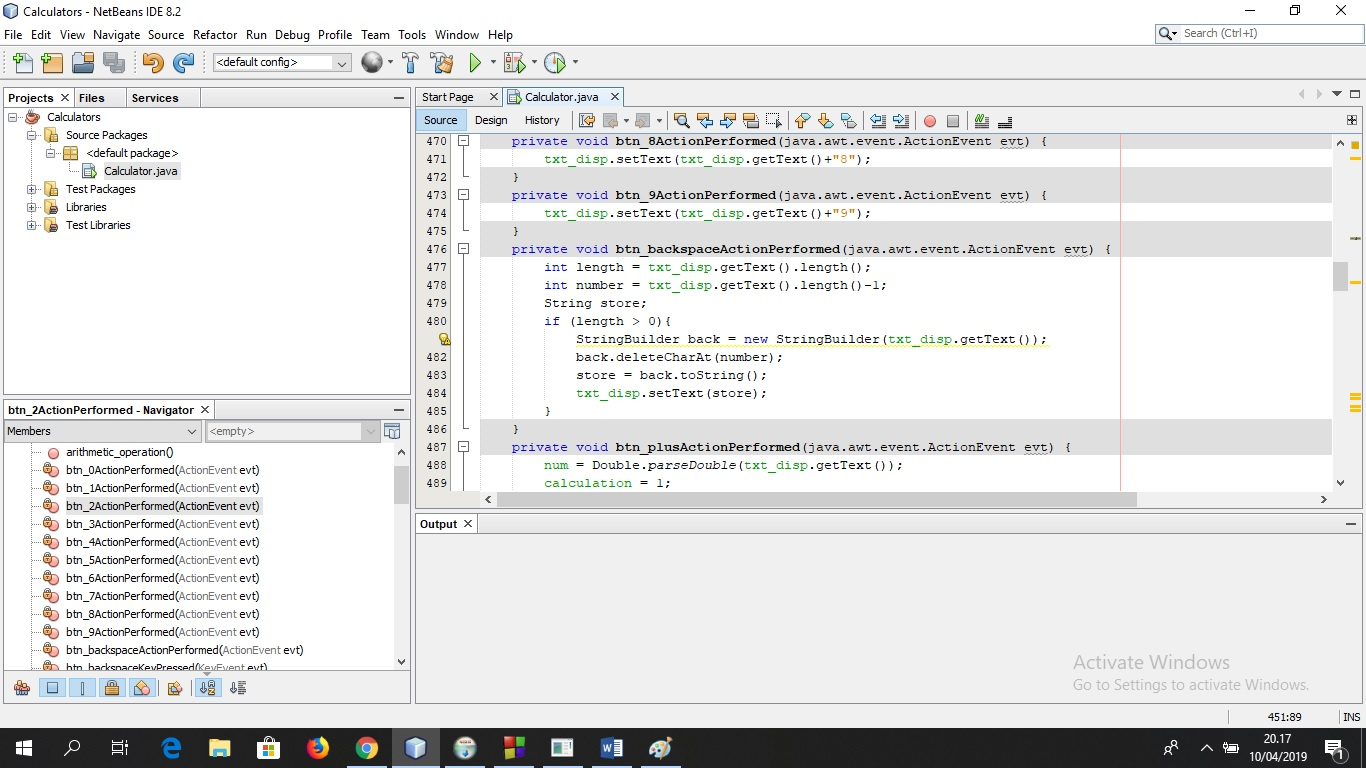 Calculators - NetBeans IDE 8.2
File Edit View Navigate Source Refactor Run Debug Profile Team Tools Window Help
Search (Ctrl+I)
<default config>
Projects Files Services
Calculators
Source Packages
<default package>
Calculator.java
Test Packages
Libraries
Test Libraries
btn_2ActionPerformed - Navigator
Members <empty>
arithmetic_operation()
btn_0ActionPerformed(ActionEvent evt)
btn_1ActionPerformed(ActionEvent evt)
btn_2ActionPerformed(ActionEvent evt)
btn_3ActionPerformed(ActionEvent evt)
btn_4ActionPerformed(ActionEvent evt)
btn_5ActionPerformed(ActionEvent evt)
btn_6ActionPerformed(ActionEvent evt)
btn_7ActionPerformed(ActionEvent evt)
btn_8ActionPerformed(ActionEvent evt)
btn_9ActionPerformed(ActionEvent evt)
btn_backspaceActionPerformed(ActionEvent evt)
btn_backspaceKeyPressed(KeyEvent evt)
Start Page Calculator.java
Source Design History
470 private void btn_8ActionPerformed(java.awt.event.ActionEvent evt) {
471 txt_disp.setText(txt_disp.getText()+"8");
472 }
473 private void btn_9ActionPerformed(java.awt.event.ActionEvent evt) {
474 txt_disp.setText(txt_disp.getText()+"9");
475 }
476 private void btn_backspaceActionPerformed(java.awt.event.ActionEvent evt) {
477 int length = txt_disp.getText().length();
478 int number = txt_disp.getText().length()-1;
479 String store;
480 if (length > 0){
StringBuilder back = new StringBuilder(txt_disp.getText());
482 back.deleteCharAt(number);
483 store = back.toString();
484 txt_disp.setText(store);
485 }
486 }
487 private void btn_plusActionPerformed(java.awt.event.ActionEvent evt) {
488 num = Double.parseDouble(txt_disp.getText());
489 calculation = 1;
Output
Activate Windows
Go to Settings to activate Windows.
451:89 INS
20.17
10/04/2019
1